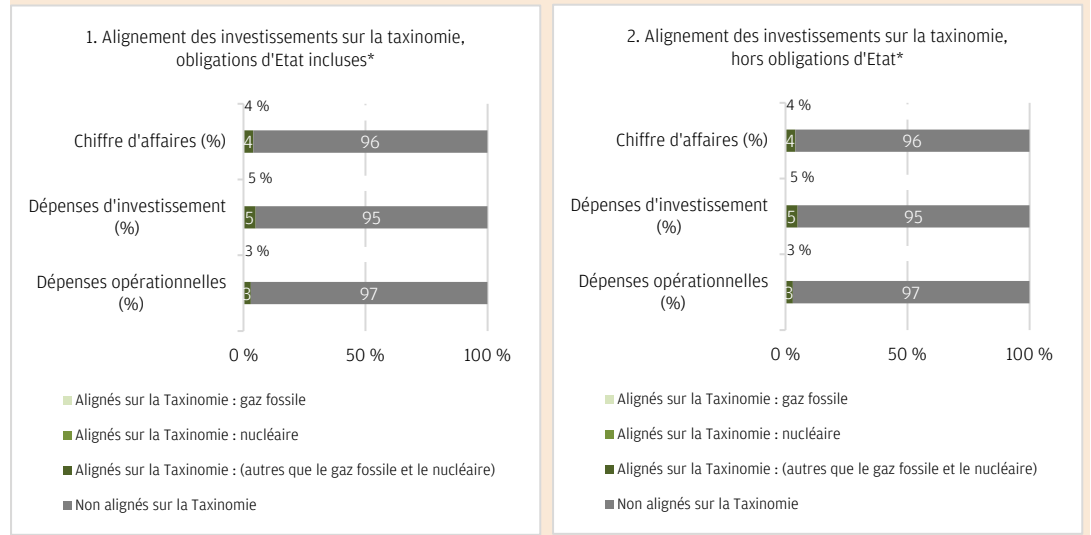 1. Alignement des investissements sur la taxinomie,
obligations d'Etat incluses*
4 %
Chiffre d'affaires (%)
4
96
5 %
Dépenses d'investissement
(%)
5
95
3 %
Dépenses opérationnelles
(%)
3
97
0 %
50 %
100 %
Alignés sur la Taxinomie : gaz fossile
Alignés sur la Taxinomie : nucléaire
Alignés sur la Taxinomie : (autres que le gaz fossile et le nucléaire)
Non alignés sur la Taxinomie
2. Alignement des investissements sur la taxinomie,
hors obligations d'Etat*
4 %
Chiffre d'affaires (%)
4
96
5 %
Dépenses d'investissement
(%)
5
95
3 %
Dépenses opérationnelles
(%)
3
97
0 %
50 %
100 %
Alignés sur la Taxinomie : gaz fossile
Alignés sur la Taxinomie : nucléaire
Alignés sur la Taxinomie : (autres que le gaz fossile et le nucléaire)
Non alignés sur la Taxinomie